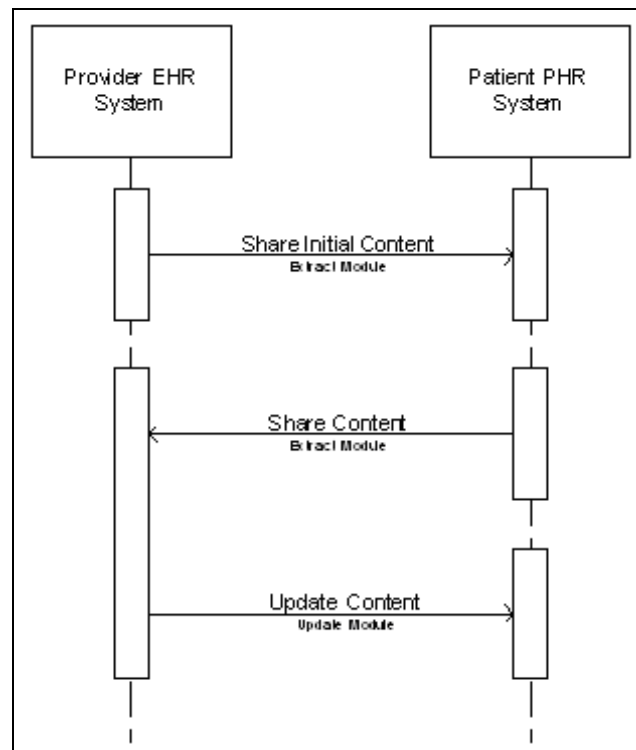 Provider EHR
System
Patient PHR
System
Share Initial Content
Extract Module
Share Content
Extract Module
Update Content
Update Module